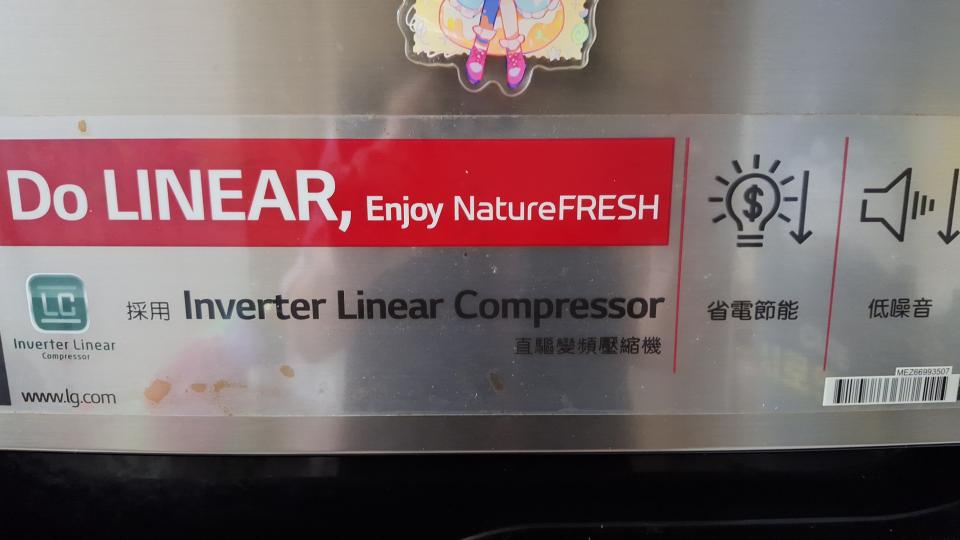 Do LINEAR, Enjoy NatureFRESH
LC
Inverter Linear
Compressor
採用 Inverter Linear Compressor
直驅變頻壓縮機
www.lg.com
$
省電節能
低噪音
MEZ66993507